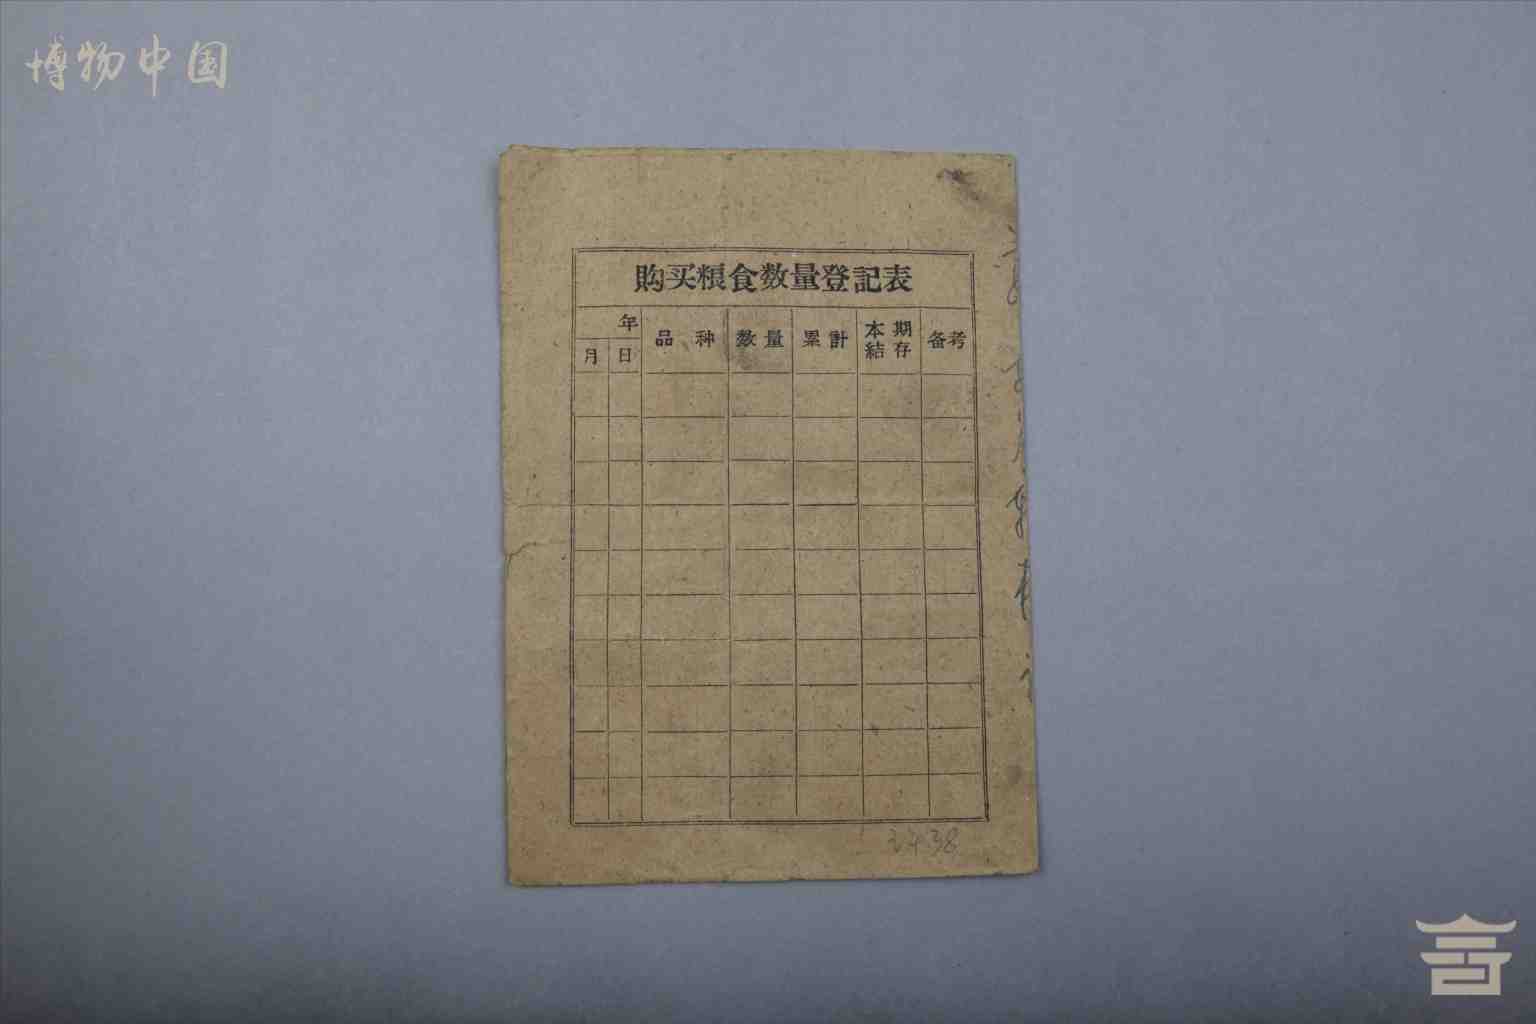 博物中国
購买粮食数量登記表
年
月 日 品种 数量 累計 本期結存 备考
2438